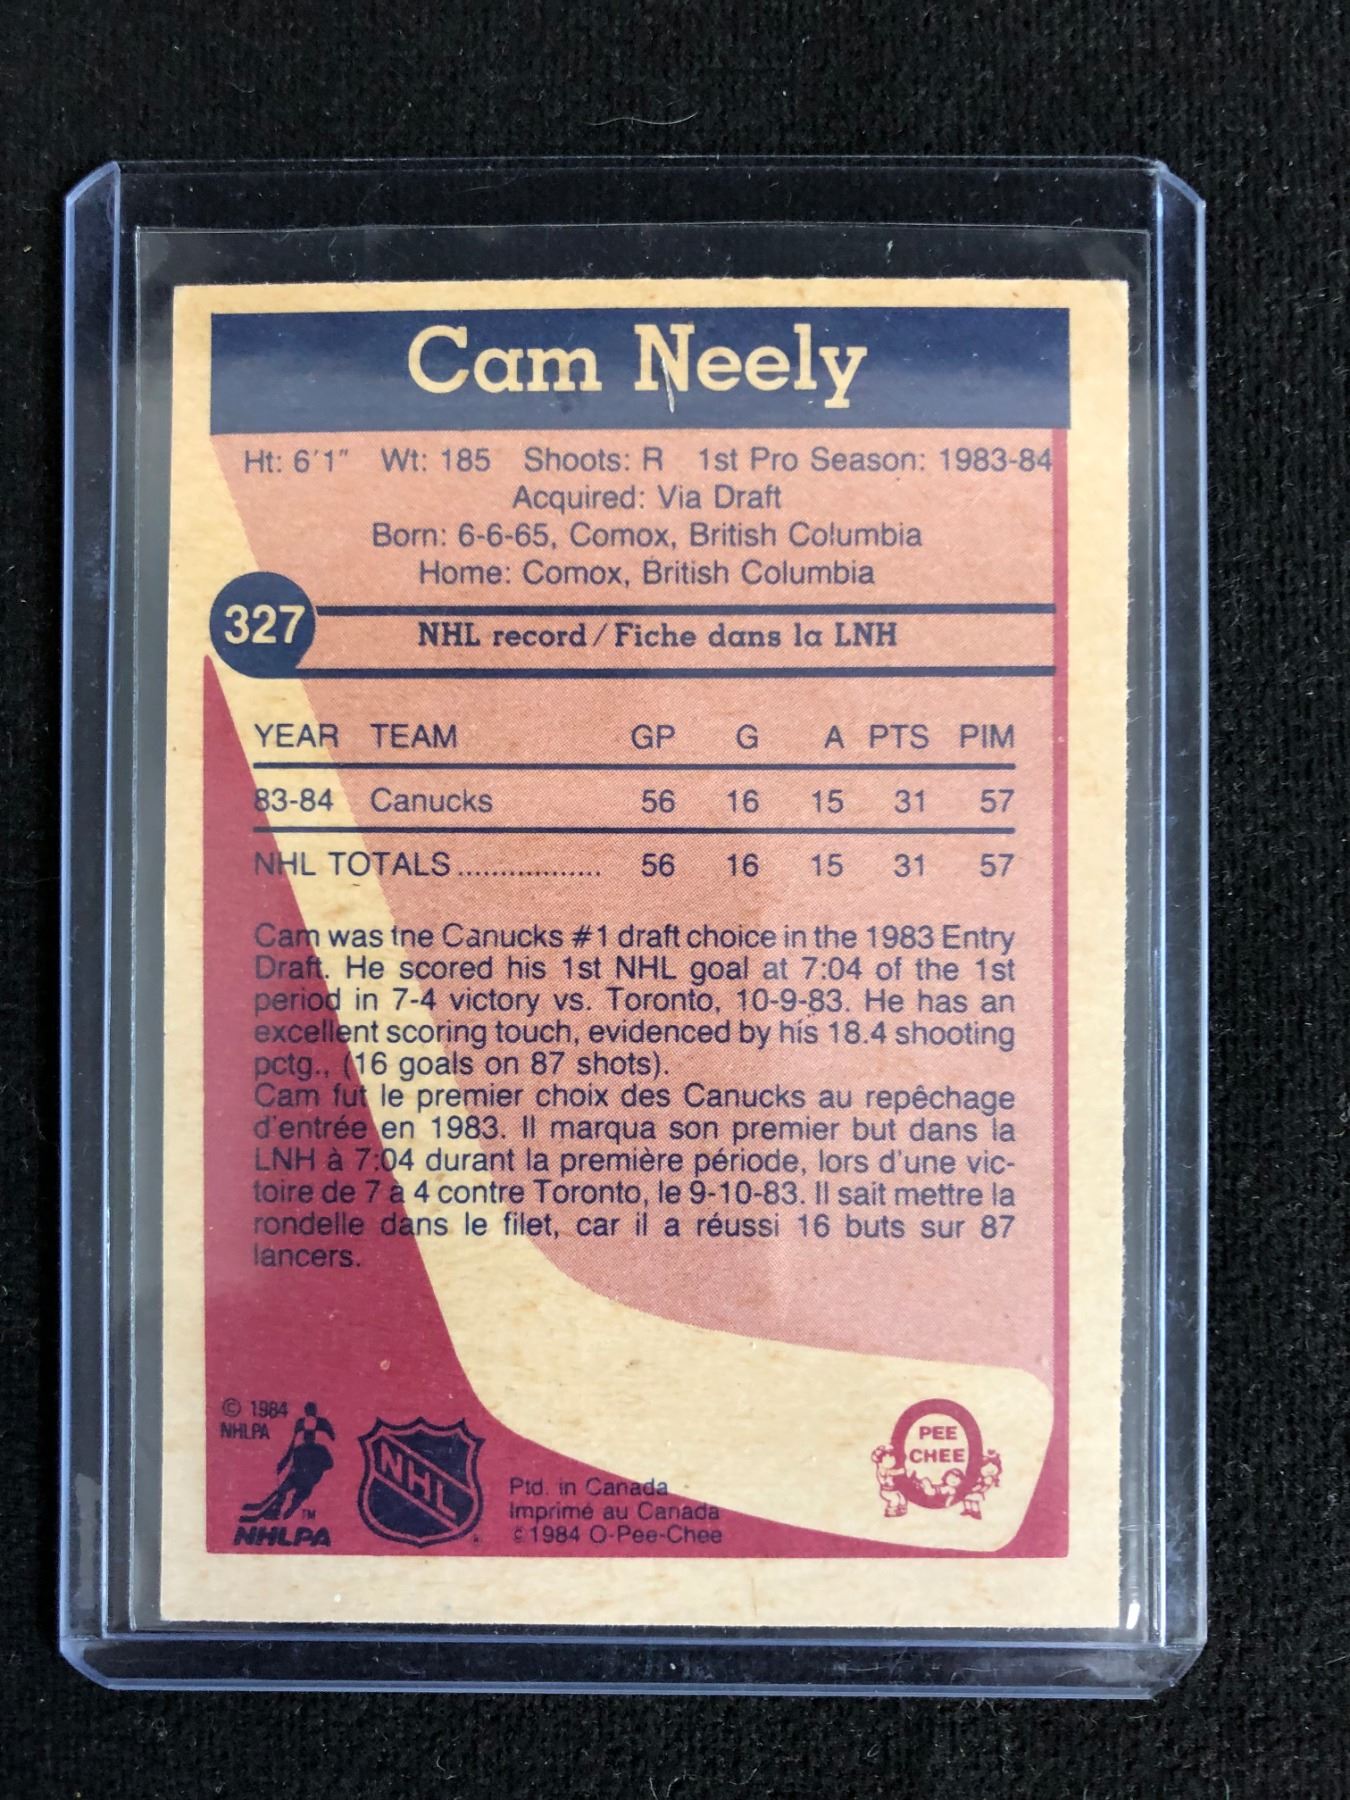 Cam Neely
Ht: 6'1" Wt: 185 Shoots: R 1st Pro Season: 1983-84
Acquired: Via Draft
Born: 6-6-65, Comox, British Columbia
Home: Comox, British Columbia
327
NHL record/Fiche dans la LNH
YEAR TEAM GP G A PTS PIM
83-84 Canucks 56 16 15 31 57
NHL TOTALS................. 56 16 15 31 57
Cam was the Canucks #1 draft choice in the 1983 Entry
Draft. He scored his 1st NHL goal at 7:04 of the 1st
period in 7-4 victory vs. Toronto, 10-9-83. He has an
excellent scoring touch, evidenced by his 18.4 shooting
pctg., (16 goals on 87 shots).
Cam fut le premier choix des Canucks au repêchage
d'entrée en 1983. Il marqua son premier but dans la
LNH à 7:04 durant la première période, lors d'une vic-
toire de 7 à 4 contre Toronto, le 9-10-83. Il sait mettre la
rondelle dans le filet, car il a réussi 16 buts sur 87
lancers.
© 1984
NHLPA
TM
NHLPA
NHL
Ptd. in Canada
Imprimé au Canada
©1984 O-Pee-Chee
O
PEE
CHEE